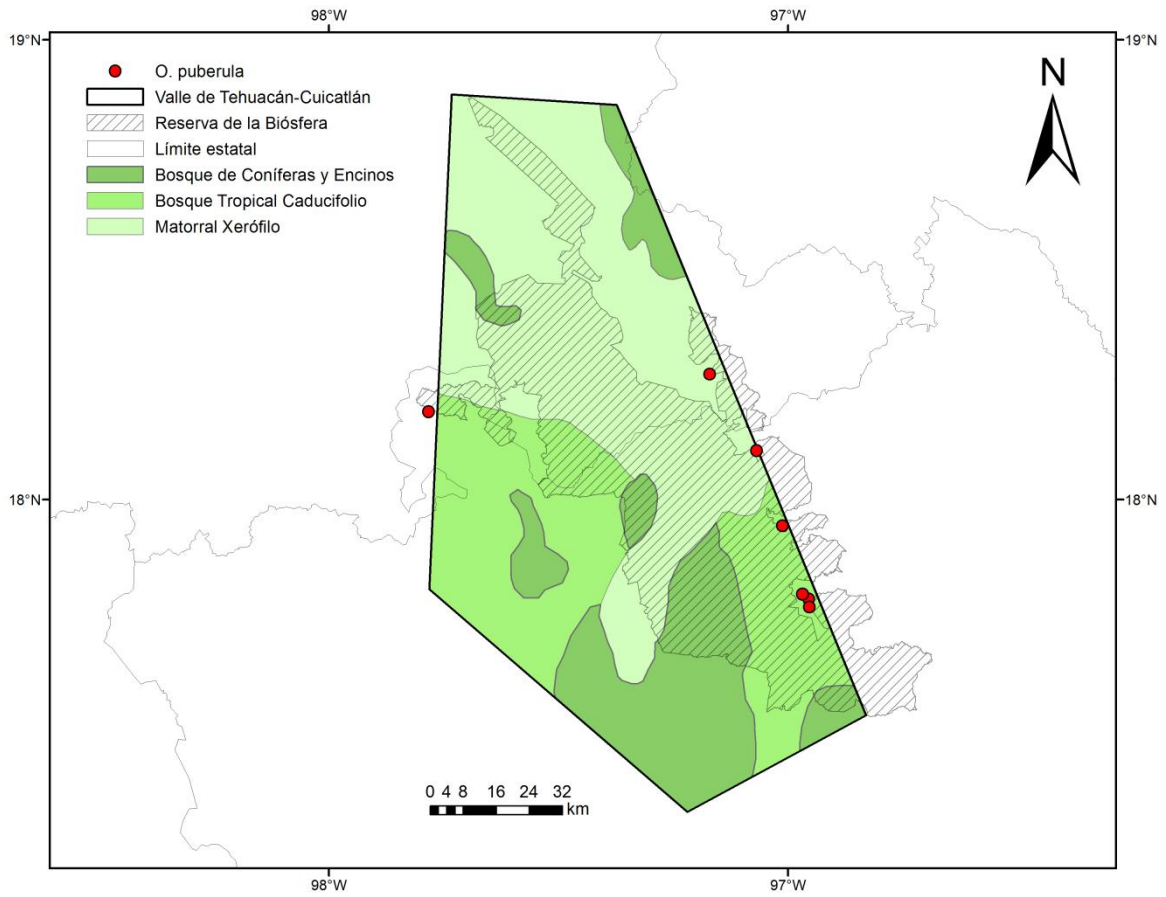 98°W 97°W
19°N 19°N
N
O. puberula
Valle de Tehuacán-Cuicatlán
Reserva de la Biósfera
Límite estatal
Bosque de Coníferas y Encinos
Bosque Tropical Caducifolio
Matorral Xerófilo
18°N 18°N
0 4 8 16 24 32
km
98°W 97°W